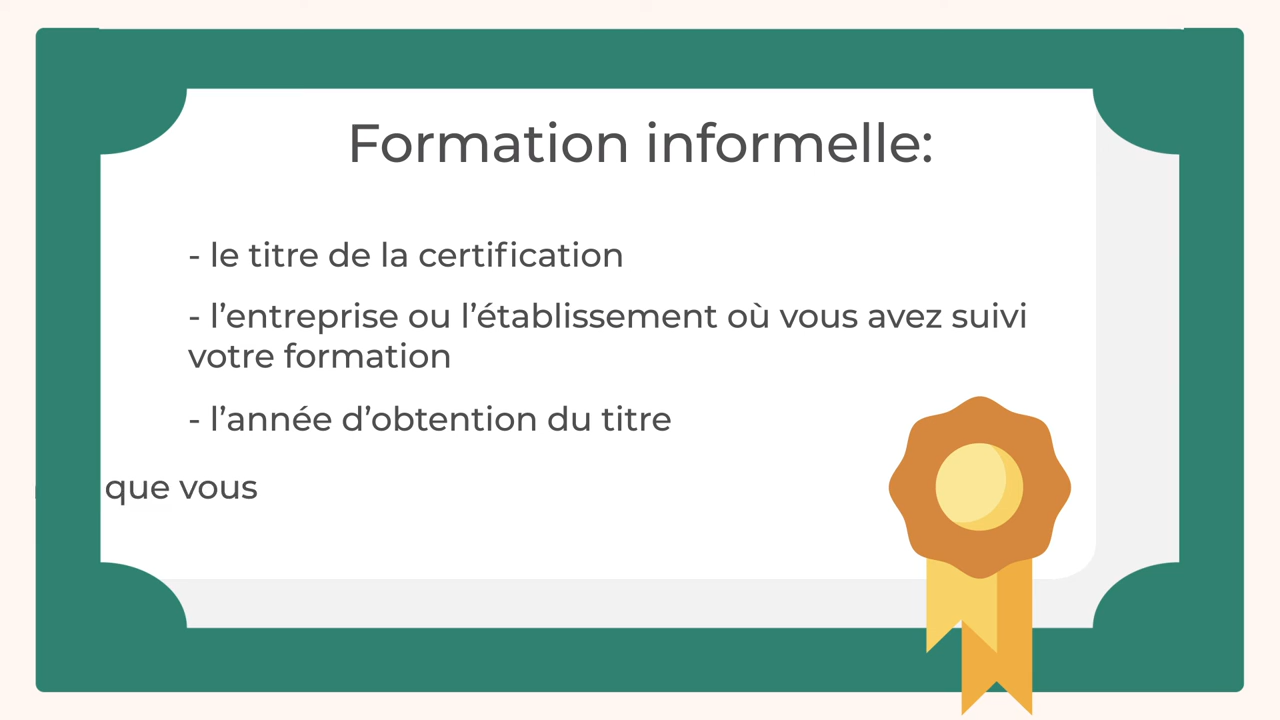 Formation informelle:
- le titre de la certification
- l’entreprise ou l’établissement où vous avez suivi
votre formation
- l’année d’obtention du titre
que vous